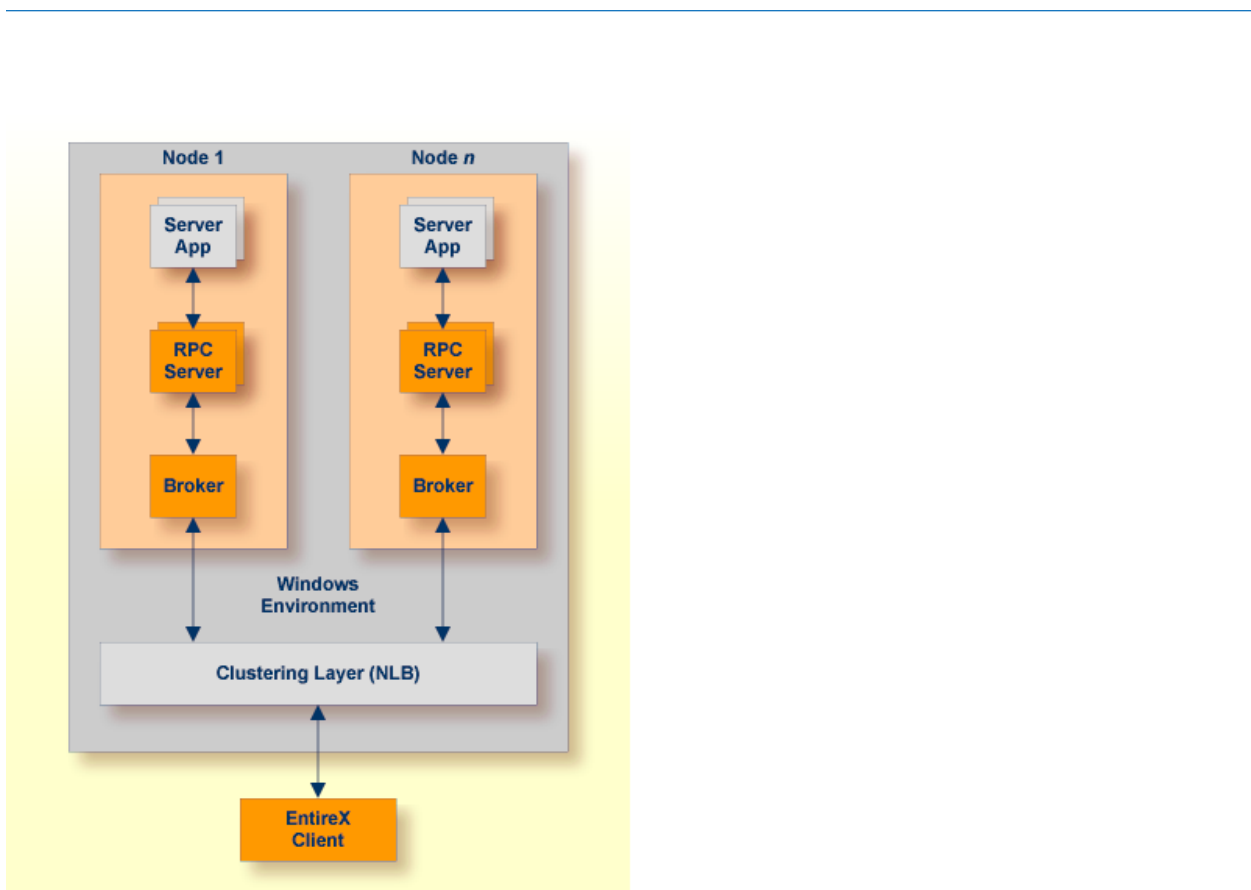 Node 1
Node n
Server
App
Server
App
RPC
Server
RPC
Server
Broker
Broker
Windows
Environment
Clustering Layer (NLB)
EntireX
Client